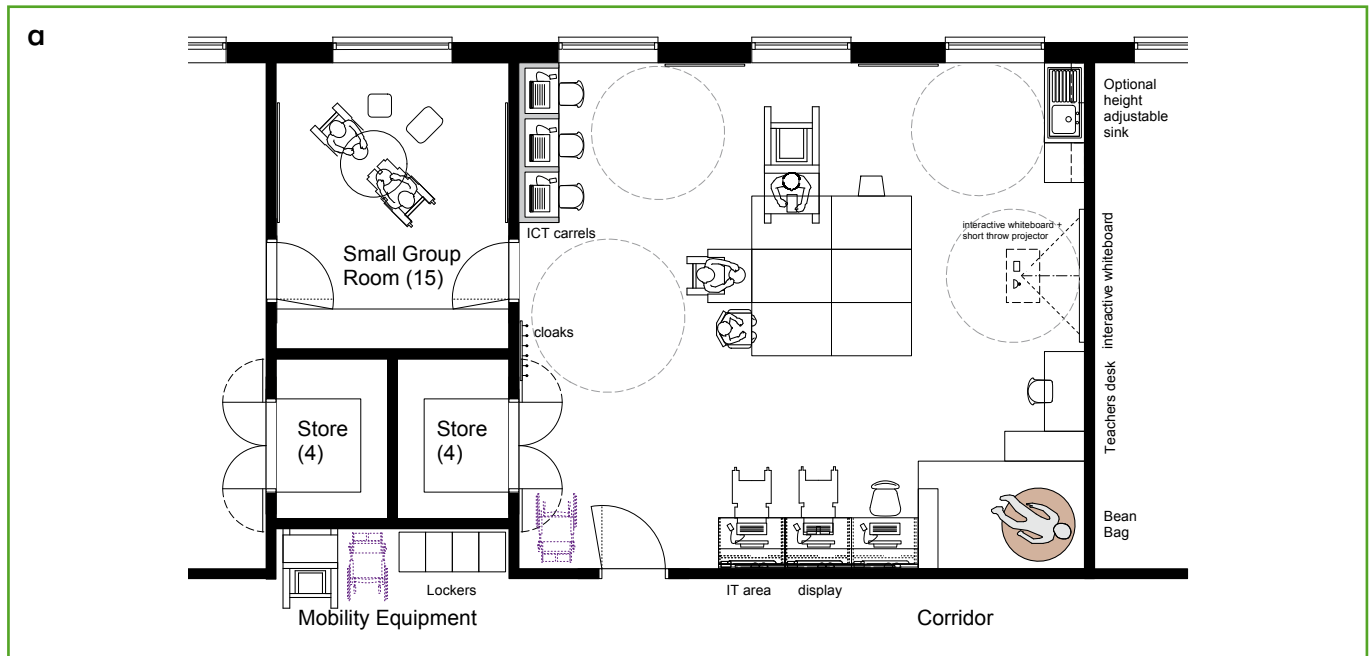 a
Optional
height
adjustable
sink
ICT carrels
interactive whiteboard +
short throw projector
interactive whiteboard
Small Group
Room (15)
cloaks
Teachers desk
Store
(4)
Store
(4)
Bean
Bag
Lockers
IT area
display
Mobility Equipment
Corridor